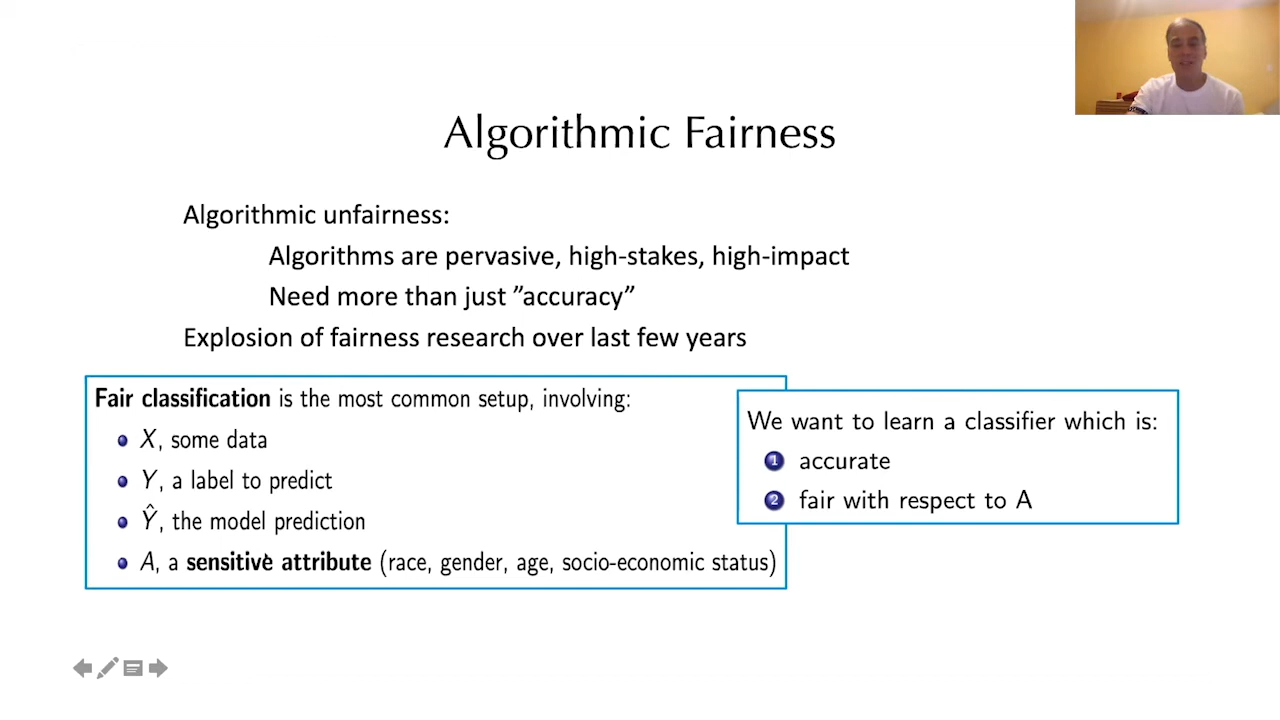 Algorithmic Fairness
Algorithmic unfairness:
Algorithms are pervasive, high-stakes, high-impact
Need more than just ”accuracy”
Explosion of fairness research over last few years
Fair classification is the most common setup, involving:
X, some data
Y, a label to predict
Ŷ, the model prediction
A, a sensitive attribute (race, gender, age, socio-economic status)
We want to learn a classifier which is:
1 accurate
2 fair with respect to A